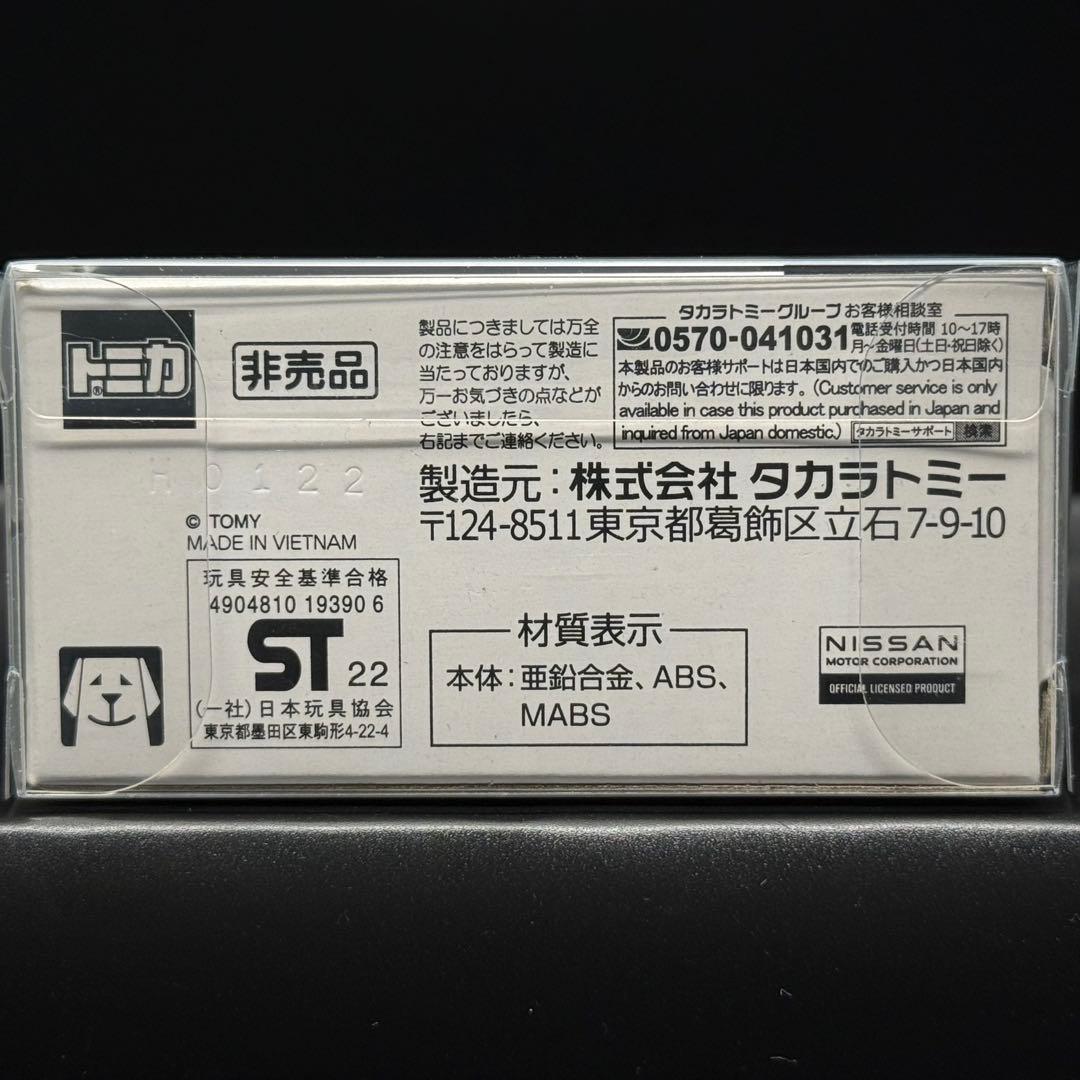 トミカ®
非売品
製品につきましては万全
の注意をはらって製造に
当たっておりますが、
万一お気づきの点などが
ございましたら、
右記までご連絡ください。
タカラトミーグループ お客様相談室
0570-041031 電話受付時間 10〜17時
月〜金曜日(土日・祝日除く)
本製品のお客様サポートは日本国内でのご購入かつ日本国内
からのお問い合わせに限ります。(Customer service is only
available in case this product purchased in Japan and
inquired from Japan domestic.) タカラトミーサポート 検索
製造元：株式会社 タカラトミー
〒124-8511 東京都葛飾区立石7-9-10
0122
© TOMY
MADE IN VIETNAM
玩具安全基準合格
4904810 19390 6
ST 22
(一社)日本玩具協会
東京都墨田区東駒形4-22-4
材質表示
本体：亜鉛合金、ABS、
MABS
NISSAN
MOTOR CORPORATION
OFFICIAL LICENSED PRODUCT